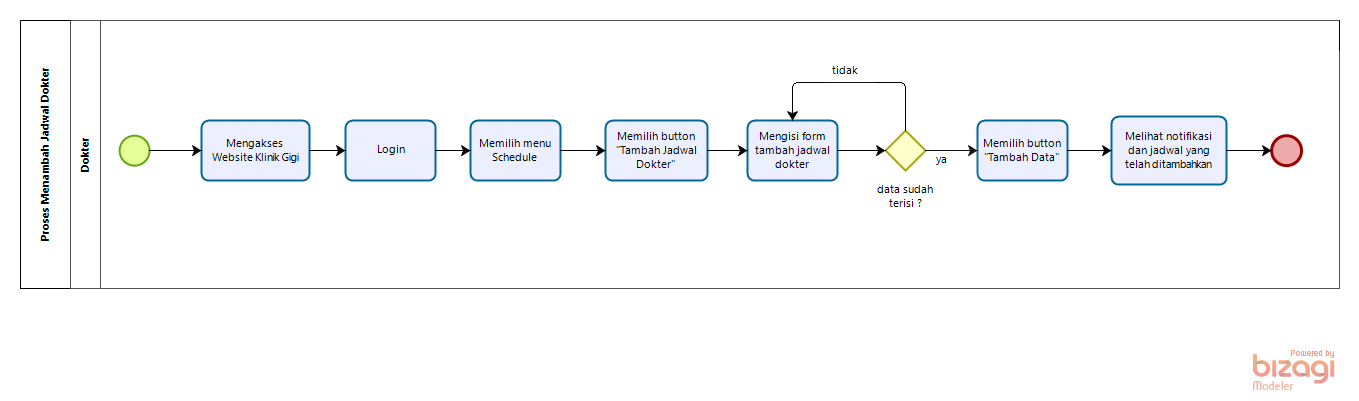 Proses Menambah Jadwal Dokter
Dokter
Mengakses
Website Klinik Gigi
Login
Memilih menu
Schedule
Memilih button
"Tambah Jadwal
Dokter"
Mengisi form
tambah jadwal
dokter
tidak
data sudah
terisi ?
ya
Memilih button
"Tambah Data"
Melihat notifikasi
dan jadwal yang
telah ditambahkan
Powered by
bizagi
Modeler